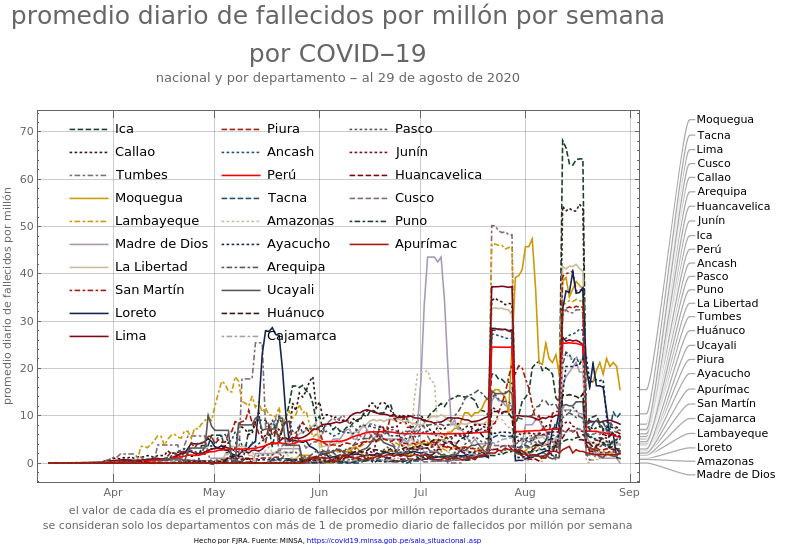 promedio diario de fallecidos por millón por semana
por COVID−19
nacional y por departamento − al 29 de agosto de 2020
promedio diario de fallecidos por millón
70
60
50
40
30
20
10
0
Ica
Callao
Tumbes
Moquegua
Lambayeque
Madre de Dios
La Libertad
San Martín
Loreto
Lima
Piura
Ancash
Perú
Tacna
Amazonas
Ayacucho
Arequipa
Ucayali
Huánuco
Cajamarca
Pasco
Junín
Huancavelica
Cusco
Puno
Apurímac
Moquegua
Tacna
Lima
Cusco
Callao
Arequipa
Huancavelica
Junín
Ica
Perú
Ancash
Pasco
Puno
La Libertad
Tumbes
Huánuco
Ucayali
Piura
Ayacucho
Apurímac
San Martín
Cajamarca
Lambayeque
Loreto
Amazonas
Madre de Dios
Apr May Jun Jul Aug Sep
el valor de cada día es el promedio diario de fallecidos por millón reportados durante una semana
se consideran solo los departamentos con más de 1 de promedio diario de fallecidos por millón por semana
Hecho por FJRA. Fuente: MINSA, https://covid19.minsa.gob.pe/sala_situacional.asp